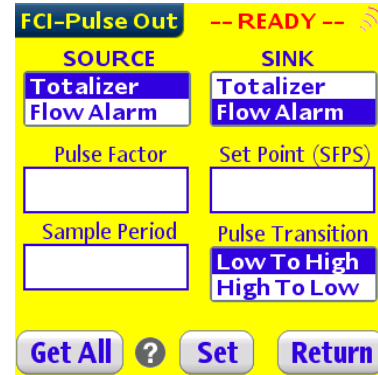 FCI-Pulse Out -- READY --
SOURCE SINK
Totalizer Totalizer
Flow Alarm Flow Alarm
Pulse Factor Set Point (SFPS)
Sample Period Pulse Transition
Low To High
High To Low
Get All ? Set Return